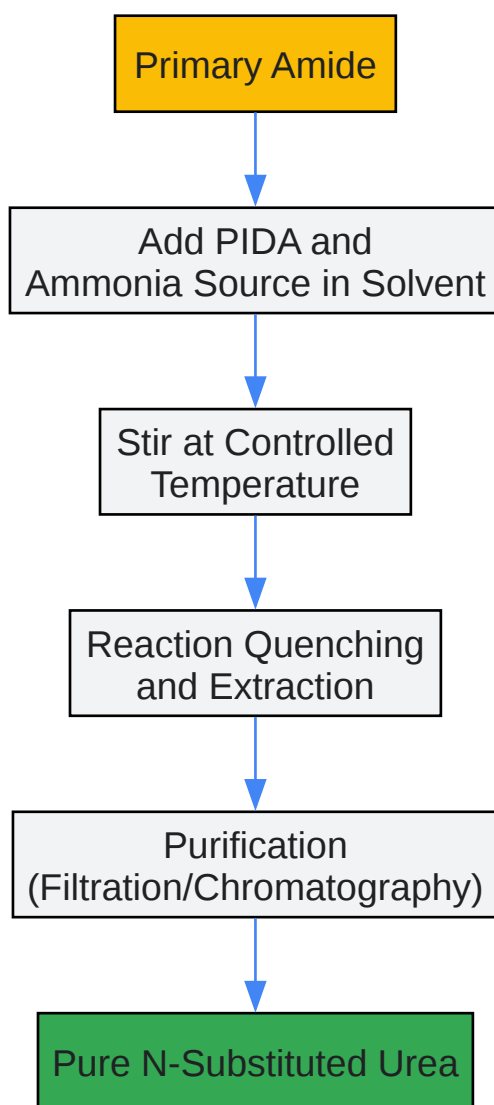 Primary Amide
Add PIDA and
Ammonia Source in Solvent
Stir at Controlled
Temperature
Reaction Quenching
and Extraction
Purification
(Filtration/Chromatography)
Pure N-Substituted Urea